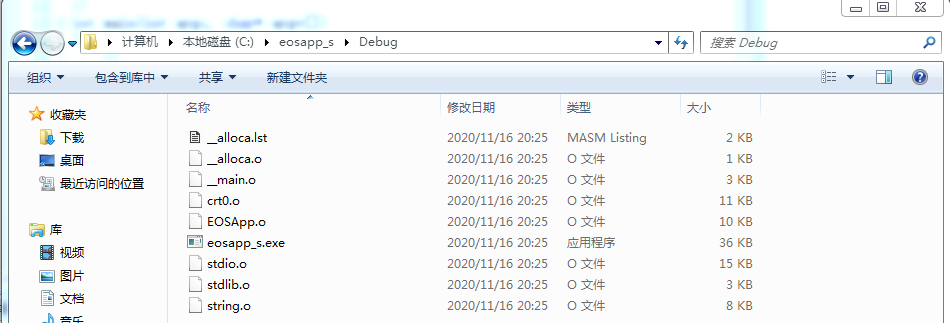 计算机 本地磁盘 (C:) eosapp_s Debug 搜索 Debug
组织 包含到库中 共享 新建文件夹
名称 修改日期 类型 大小
收藏夹
下载
桌面
最近访问的位置
库
视频
图片
文档
音乐
__alloca.lst 2020/11/16 20:25 MASM Listing 2 KB
__alloca.o 2020/11/16 20:25 O 文件 1 KB
__main.o 2020/11/16 20:25 O 文件 3 KB
crt0.o 2020/11/16 20:25 O 文件 11 KB
EOSApp.o 2020/11/16 20:25 O 文件 10 KB
eosapp_s.exe 2020/11/16 20:25 应用程序 36 KB
stdio.o 2020/11/16 20:25 O 文件 15 KB
stdlib.o 2020/11/16 20:25 O 文件 3 KB
string.o 2020/11/16 20:25 O 文件 8 KB